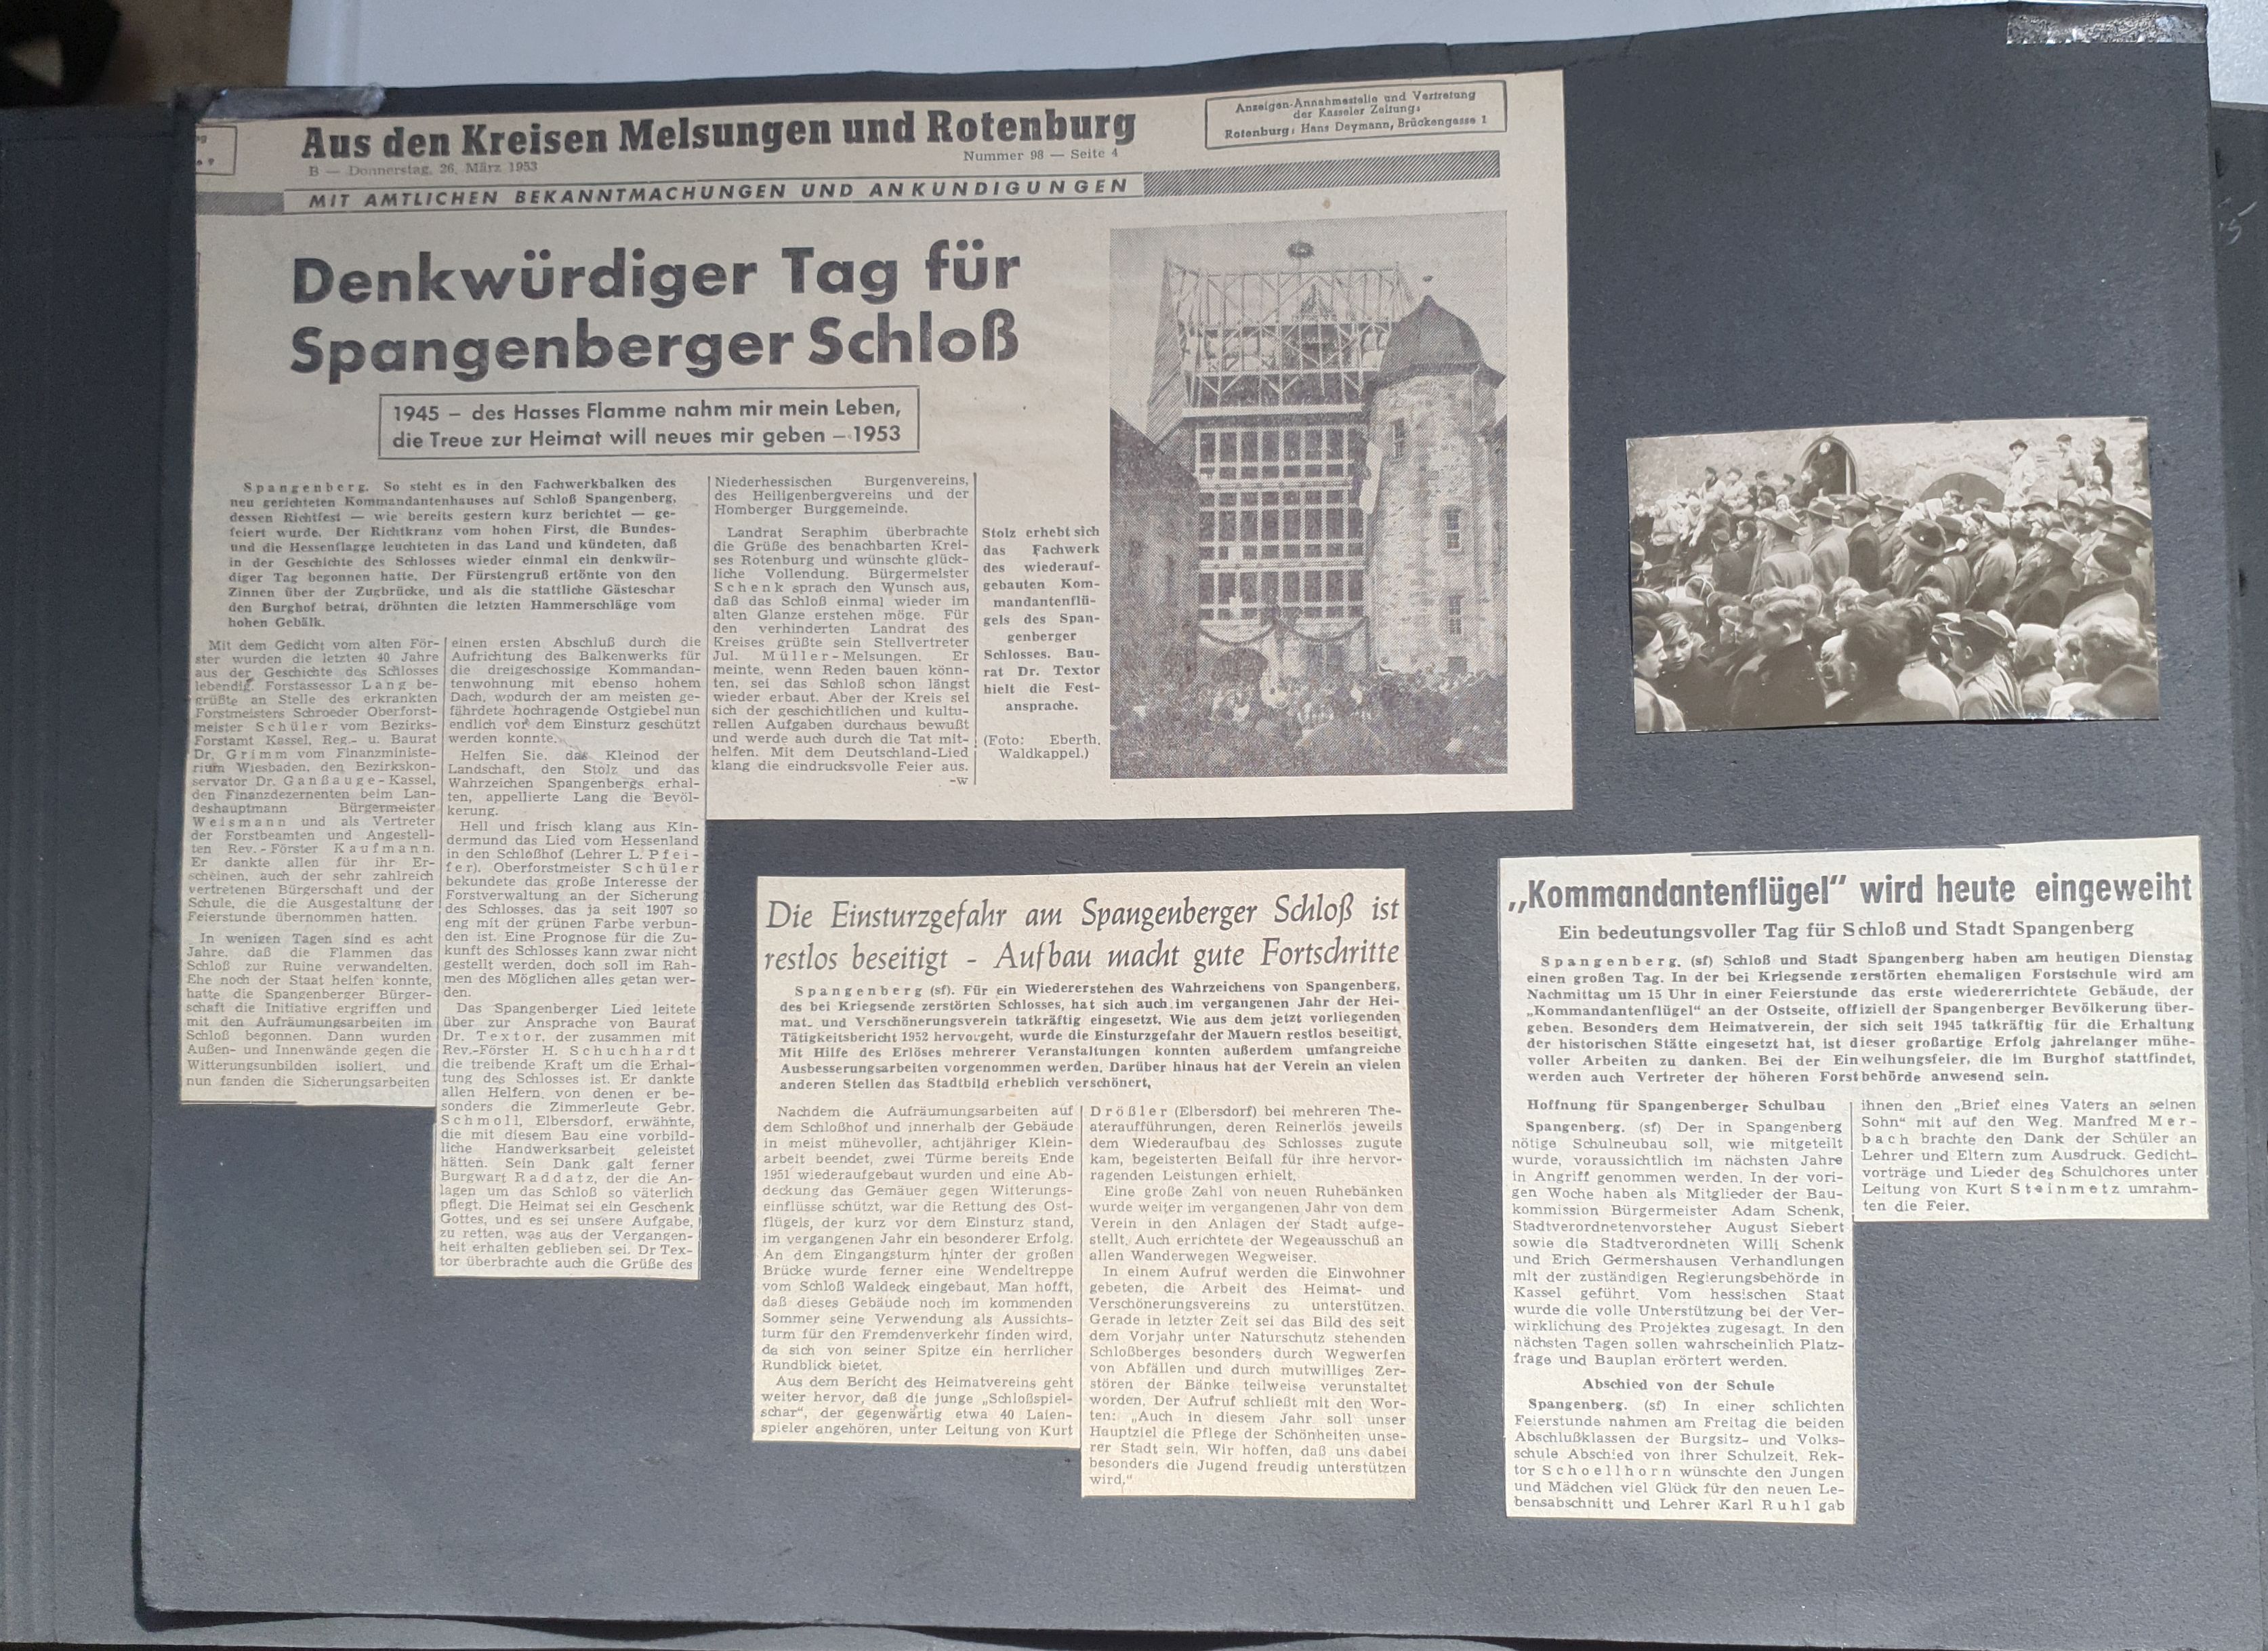 Aus den Kreisen Melsungen und Rotenburg
B — Donnerstag, 26. März 1953
Nummer 98 — Seite 4
Anzeigen-Annahmestelle und Vertretung
der Kasseler Zeitung:
Rotenburg: Hans Deymann, Brückengasse 1
MIT AMTLICHEN BEKANNTMACHUNGEN UND ANKUNDIGUNGEN
Denkwürdiger Tag für
Spangenberger Schloß
1945 – des Hasses Flamme nahm mir mein Leben,
die Treue zur Heimat will neues mir geben – 1953
Spangenberg. So steht es in den Fachwerkbalken des
neu gerichteten Kommandantenhauses auf Schloß Spangenberg,
dessen Richtfest — wie bereits gestern kurz berichtet — ge-
feiert wurde. Der Richtkranz vom hohen First, die Bundes-
und die Hessenflagge leuchteten in das Land und kündeten, daß
in der Geschichte des Schlosses wieder einmal ein denkwür-
diger Tag begonnen hatte. Der Fürstengruß ertönte von den
Zinnen über der Zugbrücke, und als die stattliche Gästeschar
den Burghof betrat, dröhnten die letzten Hammerschläge vom
hohen Gebälk.
Mit dem Gedicht vom alten För-
ster wurden die letzten 40 Jahre
aus der Geschichte des Schlosses
lebendig. Forstassessor Lang be-
grüßte an Stelle des erkrankten
Forstmeisters Schroeder Oberforst-
meister Schüler vom Bezirks-
Forstamt Kassel, Reg.- u. Baurat
Dr. Grimm vom Finanzministe-
rium Wiesbaden, den Bezirkskon-
servator Dr. Ganßauge-Kassel,
den Finanzdezernenten beim Lan-
deshauptmann Bürgermeister
Weismann und als Vertreter
der Forstbeamten und Angestell-
ten Rev.-Förster Kaufmann.
Er dankte allen für ihr Er-
scheinen, auch der sehr zahlreich
vertretenen Bürgerschaft und der
Schule, die die Ausgestaltung der
Feierstunde übernommen hatten.
In wenigen Tagen sind es acht
Jahre, daß die Flammen das
Schloß zur Ruine verwandelten.
Ehe noch der Staat helfen konnte,
hatte die Spangenberger Bürger-
schaft die Initiative ergriffen und
mit den Aufräumungsarbeiten im
Schloß begonnen. Dann wurden
Außen- und Innenwände gegen die
Witterungsunbilden isoliert, und
nun fanden die Sicherungsarbeiten
einen ersten Abschluß durch die
Aufrichtung des Balkenwerks für
die dreigeschossige Kommandan-
tenwohnung mit ebenso hohem
Dach, wodurch der am meisten ge-
fährdete hochragende Ostgiebel nun
endlich vor dem Einsturz geschützt
werden konnte.
Helfen Sie, das Kleinod der
Landschaft, den Stolz und das
Wahrzeichen Spangenbergs erhal-
ten, appellierte Lang die Bevöl-
kerung.
Hell und frisch klang aus Kin-
dermund das Lied vom Hessenland
in den Schloßhof (Lehrer L. Pfei-
fer). Oberforstmeister Schüler
bekundete das große Interesse der
Forstverwaltung an der Sicherung
des Schlosses, das ja seit 1907 so
eng mit der grünen Farbe verbun-
den ist. Eine Prognose für die Zu-
kunft des Schlosses kann zwar nicht
gestellt werden, doch soll im Rah-
men des Möglichen alles getan wer-
den.
Das Spangenberger Lied leitete
über zur Ansprache von Baurat
Dr. Textor, der zusammen mit
Rev.-Förster H. Schuchhardt
die treibende Kraft um die Erhal-
tung des Schlosses ist. Er dankte
allen Helfern, von denen er be-
sonders die Zimmerleute Gebr.
Schmoll, Elbersdorf, erwähnte,
die mit diesem Bau eine vorbild-
liche Handwerksarbeit geleistet
hätten. Sein Dank galt ferner
Burgwart Raddatz, der die An-
lagen um das Schloß so väterlich
pflegt. Die Heimat sei ein Geschenk
Gottes, und es sei unsere Aufgabe,
zu retten, was aus der Vergangen-
heit erhalten geblieben sei. Dr Tex-
tor überbrachte auch die Grüße des
Niederhessischen Burgenvereins,
des Heiligenbergvereins und der
Homberger Burggemeinde.
Landrat Seraphim überbrachte
die Grüße des benachbarten Krei-
ses Rotenburg und wünschte glück-
liche Vollendung. Bürgermeister
Schenk sprach den Wunsch aus,
daß das Schloß einmal wieder im
alten Glanze erstehen möge. Für
den verhinderten Landrat des
Kreises grüßte sein Stellvertreter
Jul. Müller-Melsungen. Er
meinte, wenn Reden bauen könn-
ten, sei das Schloß schon längst
wieder erbaut. Aber der Kreis sei
sich der geschichtlichen und kultu-
rellen Aufgaben durchaus bewußt
und werde auch durch die Tat mit-
helfen. Mit dem Deutschland-Lied
klang die eindrucksvolle Feier aus.
-w
Stolz erhebt sich
das Fachwerk
des wiederauf-
gebauten Kom-
mandantenflü-
gels des Span-
genberger
Schlosses. Bau-
rat Dr. Textor
hielt die Fest-
ansprache.
(Foto: Eberth,
Waldkappel.)
Die Einsturzgefahr am Spangenberger Schloß ist
restlos beseitigt - Aufbau macht gute Fortschritte
Spangenberg (sf). Für ein Wiedererstehen des Wahrzeichens von Spangenberg,
des bei Kriegsende zerstörten Schlosses, hat sich auch im vergangenen Jahr der Hei-
mat- und Verschönerungsverein tatkräftig eingesetzt. Wie aus dem jetzt vorliegenden
Tätigkeitsbericht 1952 hervorgeht, wurde die Einsturzgefahr der Mauern restlos beseitigt.
Mit Hilfe des Erlöses mehrerer Veranstaltungen konnten außerdem umfangreiche
Ausbesserungsarbeiten vorgenommen werden. Darüber hinaus hat der Verein an vielen
anderen Stellen das Stadtbild erheblich verschönert.
Nachdem die Aufräumungsarbeiten auf
dem Schloßhof und innerhalb der Gebäude
in meist mühevoller, achtjähriger Klein-
arbeit beendet, zwei Türme bereits Ende
1951 wiederaufgebaut wurden und eine Ab-
deckung das Gemäuer gegen Witterungs-
einflüsse schützt, war die Rettung des Ost-
flügels, der kurz vor dem Einsturz stand,
im vergangenen Jahr ein besonderer Erfolg.
An dem Eingangsturm hinter der großen
Brücke wurde ferner eine Wendeltreppe
vom Schloß Waldeck eingebaut. Man hofft,
daß dieses Gebäude noch im kommenden
Sommer seine Verwendung als Aussichts-
turm für den Fremdenverkehr finden wird,
da sich von seiner Spitze ein herrlicher
Rundblick bietet.
Aus dem Bericht des Heimatvereins geht
weiter hervor, daß die junge „Schloßspiel-
schar“, der gegenwärtig etwa 40 Laien-
spieler angehören, unter Leitung von Kurt
Drößler (Elbersdorf) bei mehreren The-
ateraufführungen, deren Reinerlös jeweils
dem Wiederaufbau des Schlosses zugute
kam, begeisterten Beifall für ihre hervor-
ragenden Leistungen erhielt.
Eine große Zahl von neuen Ruhebänken
wurde weiter im vergangenen Jahr von dem
Verein in den Anlagen der Stadt aufge-
stellt. Auch errichtete der Wegeausschuß an
allen Wanderwegen Wegweiser.
In einem Aufruf werden die Einwohner
gebeten, die Arbeit des Heimat- und
Verschönerungsvereins zu unterstützen.
Gerade in letzter Zeit sei das Bild des seit
dem Vorjahr unter Naturschutz stehenden
Schloßberges besonders durch Wegwerfen
von Abfällen und durch mutwilliges Zer-
stören der Bänke teilweise verunstaltet
worden. Der Aufruf schließt mit den Wor-
ten: „Auch in diesem Jahr soll unser
Hauptziel die Pflege der Schönheiten unse-
rer Stadt sein. Wir hoffen, daß uns dabei
besonders die Jugend freudig unterstützen
wird.“
„Kommandantenflügel“ wird heute eingeweiht
Ein bedeutungsvoller Tag für Schloß und Stadt Spangenberg
Spangenberg. (sf) Schloß und Stadt Spangenberg haben am heutigen Dienstag
einen großen Tag. In der bei Kriegsende zerstörten ehemaligen Forstschule wird am
Nachmittag um 15 Uhr in einer Feierstunde das erste wiedererrichtete Gebäude, der
„Kommandantenflügel“ an der Ostseite, offiziell der Spangenberger Bevölkerung über-
geben. Besonders dem Heimatverein, der sich seit 1945 tatkräftig für die Erhaltung
der historischen Stätte eingesetzt hat, ist dieser großartige Erfolg jahrelanger mühe-
voller Arbeiten zu danken. Bei der Einweihungsfeier, die im Burghof stattfindet,
werden auch Vertreter der höheren Forstbehörde anwesend sein.
Hoffnung für Spangenberger Schulbau
Spangenberg. (sf) Der in Spangenberg
nötige Schulneubau soll, wie mitgeteilt
wurde, voraussichtlich im nächsten Jahre
in Angriff genommen werden. In der vori-
gen Woche haben als Mitglieder der Bau-
kommission Bürgermeister Adam Schenk,
Stadtverordnetenvorsteher August Siebert
sowie die Stadtverordneten Willi Schenk
und Erich Germershausen Verhandlungen
mit der zuständigen Regierungsbehörde in
Kassel geführt. Vom hessischen Staat
wurde die volle Unterstützung bei der Ver-
wirklichung des Projektes zugesagt. In den
nächsten Tagen sollen wahrscheinlich Platz-
frage und Bauplan erörtert werden.
Abschied von der Schule
Spangenberg. (sf) In einer schlichten
Feierstunde nahmen am Freitag die beiden
Abschlußklassen der Burgsitz- und Volks-
schule Abschied von ihrer Schulzeit. Rek-
tor Schoellhorn wünschte den Jungen
und Mädchen viel Glück für den neuen Le-
bensabschnitt und Lehrer Karl Ruhl gab
ihnen den „Brief eines Vaters an seinen
Sohn“ mit auf den Weg. Manfred Mer-
bach brachte den Dank der Schüler an
Lehrer und Eltern zum Ausdruck. Gedicht-
vorträge und Lieder des Schulchores unter
Leitung von Kurt Steinmetz umrahm-
ten die Feier.